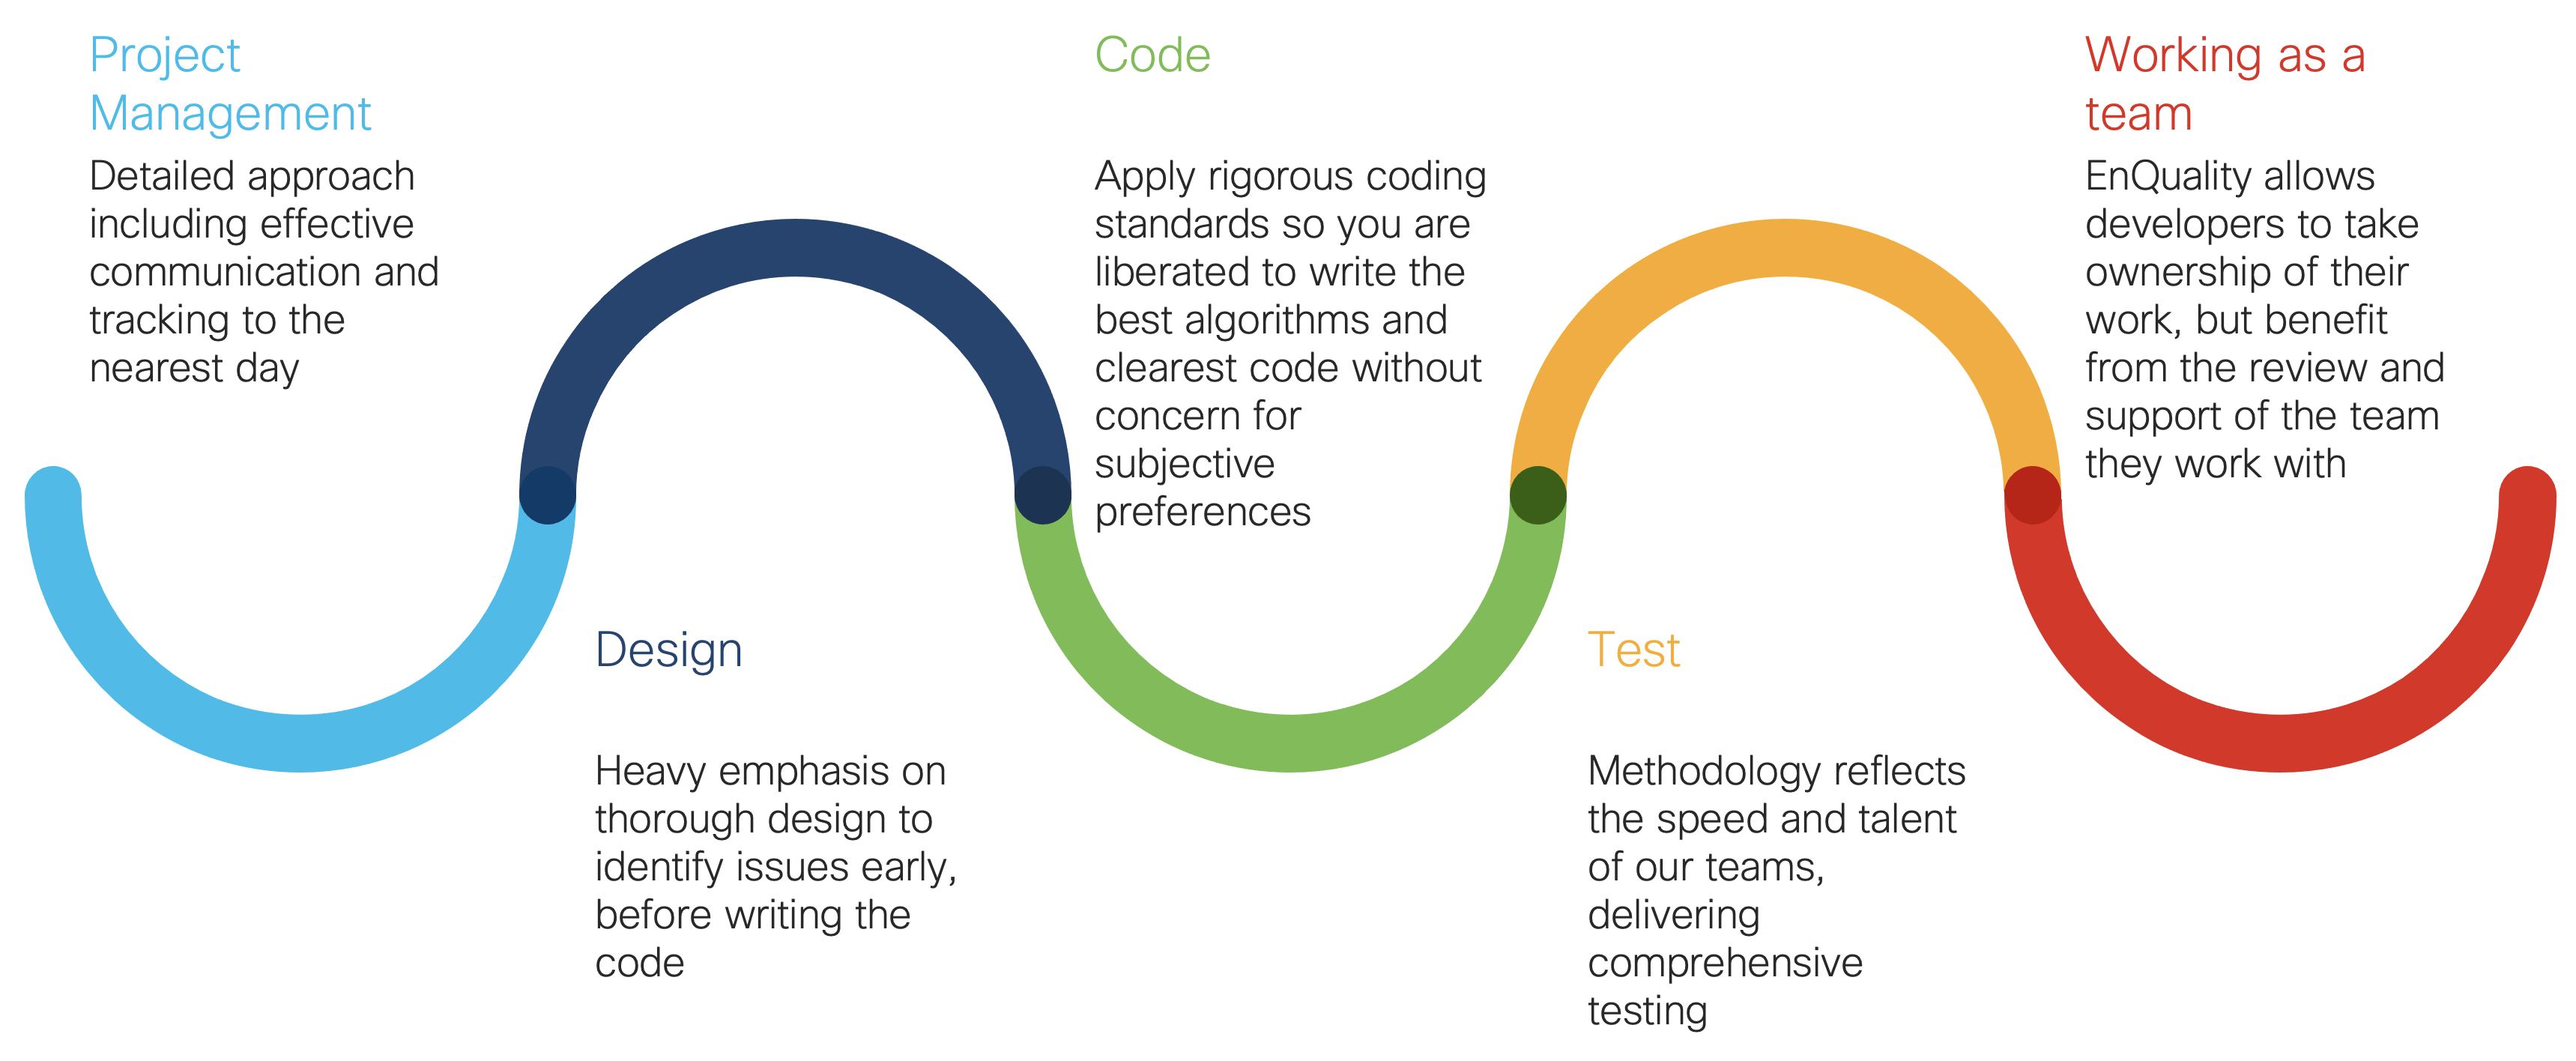 Project
Management
Detailed approach
including effective
communication and
tracking to the
nearest day
Design
Heavy emphasis on
thorough design to
identify issues early,
before writing the
code
Code
Apply rigorous coding
standards so you are
liberated to write the
best algorithms and
clearest code without
concern for
subjective
preferences
Test
Methodology reflects
the speed and talent
of our teams,
delivering
comprehensive
testing
Working as a
team
EnQuality allows
developers to take
ownership of their
work, but benefit
from the review and
support of the team
they work with